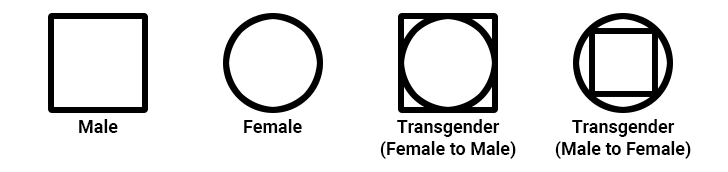 Male
Female
Transgender
(Female to Male)
Transgender
(Male to Female)